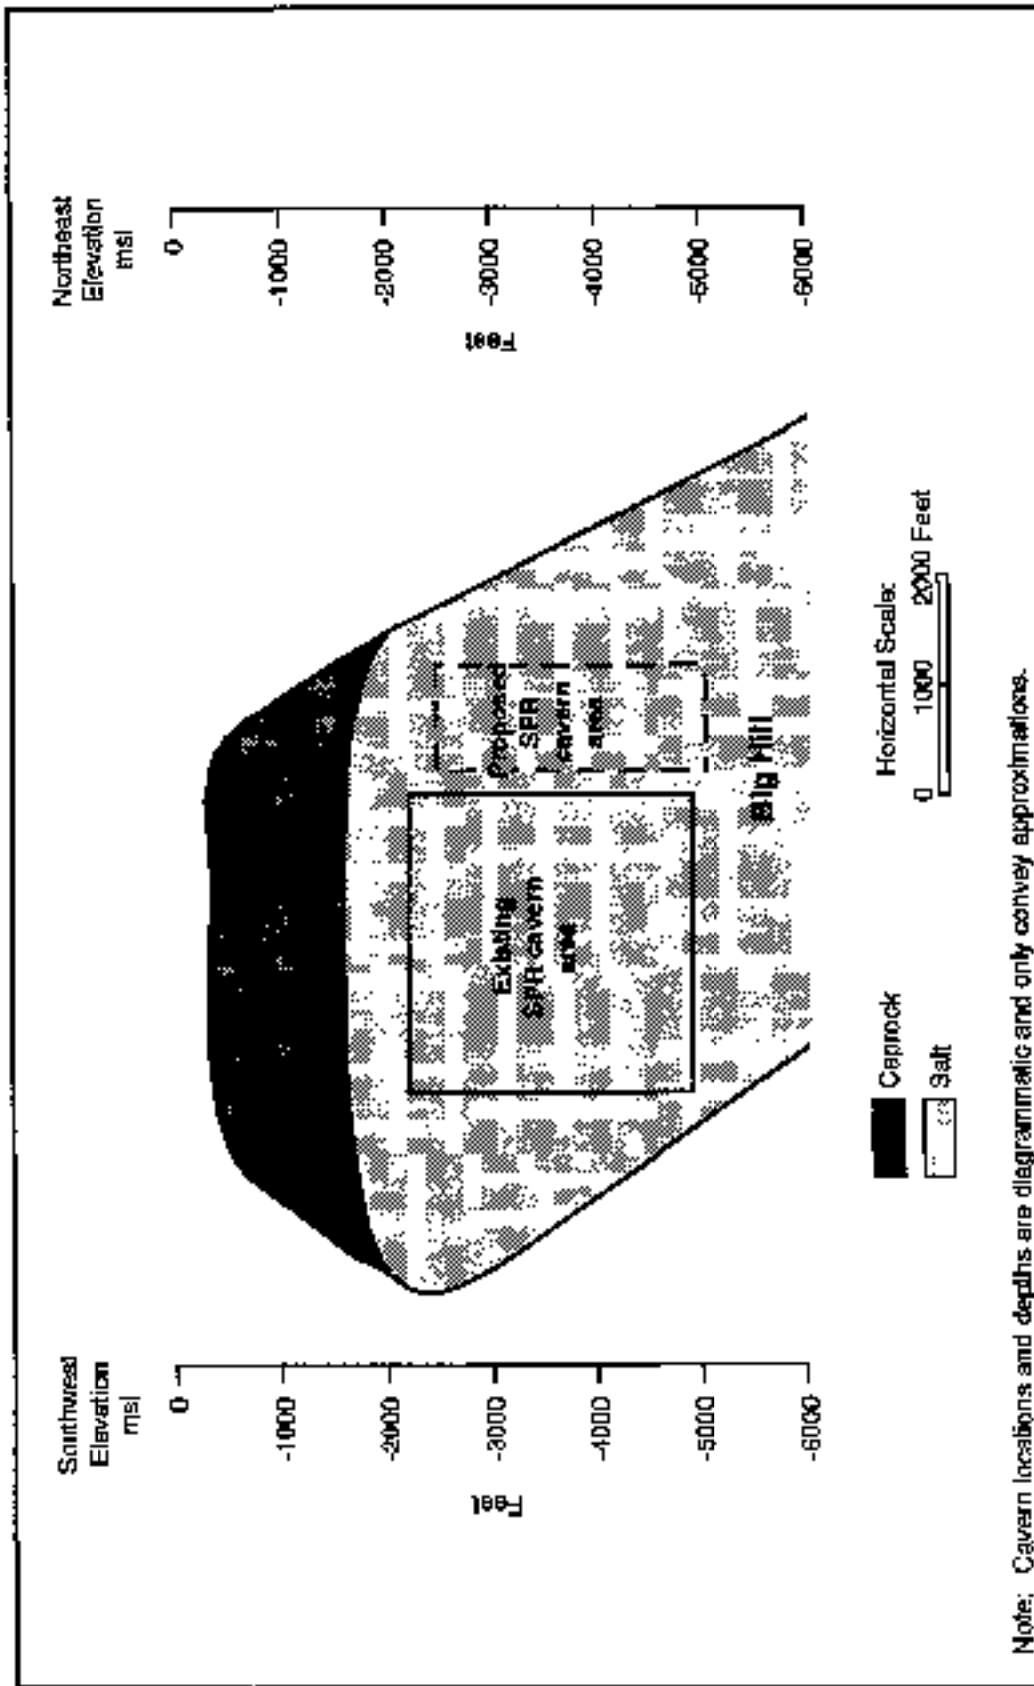 Southwest
Elevation
msl
Northeast
Elevation
msl
0
-1000
-2000
-3000
-4000
-5000
-6000
Feet
0
-1000
-2000
-3000
-4000
-5000
-6000
Feet
Existing
SPR cavern
area
Proposed
SPR
cavern
area
Big Hill
Caprock
Salt
Horizontal Scale:
0 1000 2000 Feet
Note: Cavern locations and depths are diagrammatic and only convey approximations.